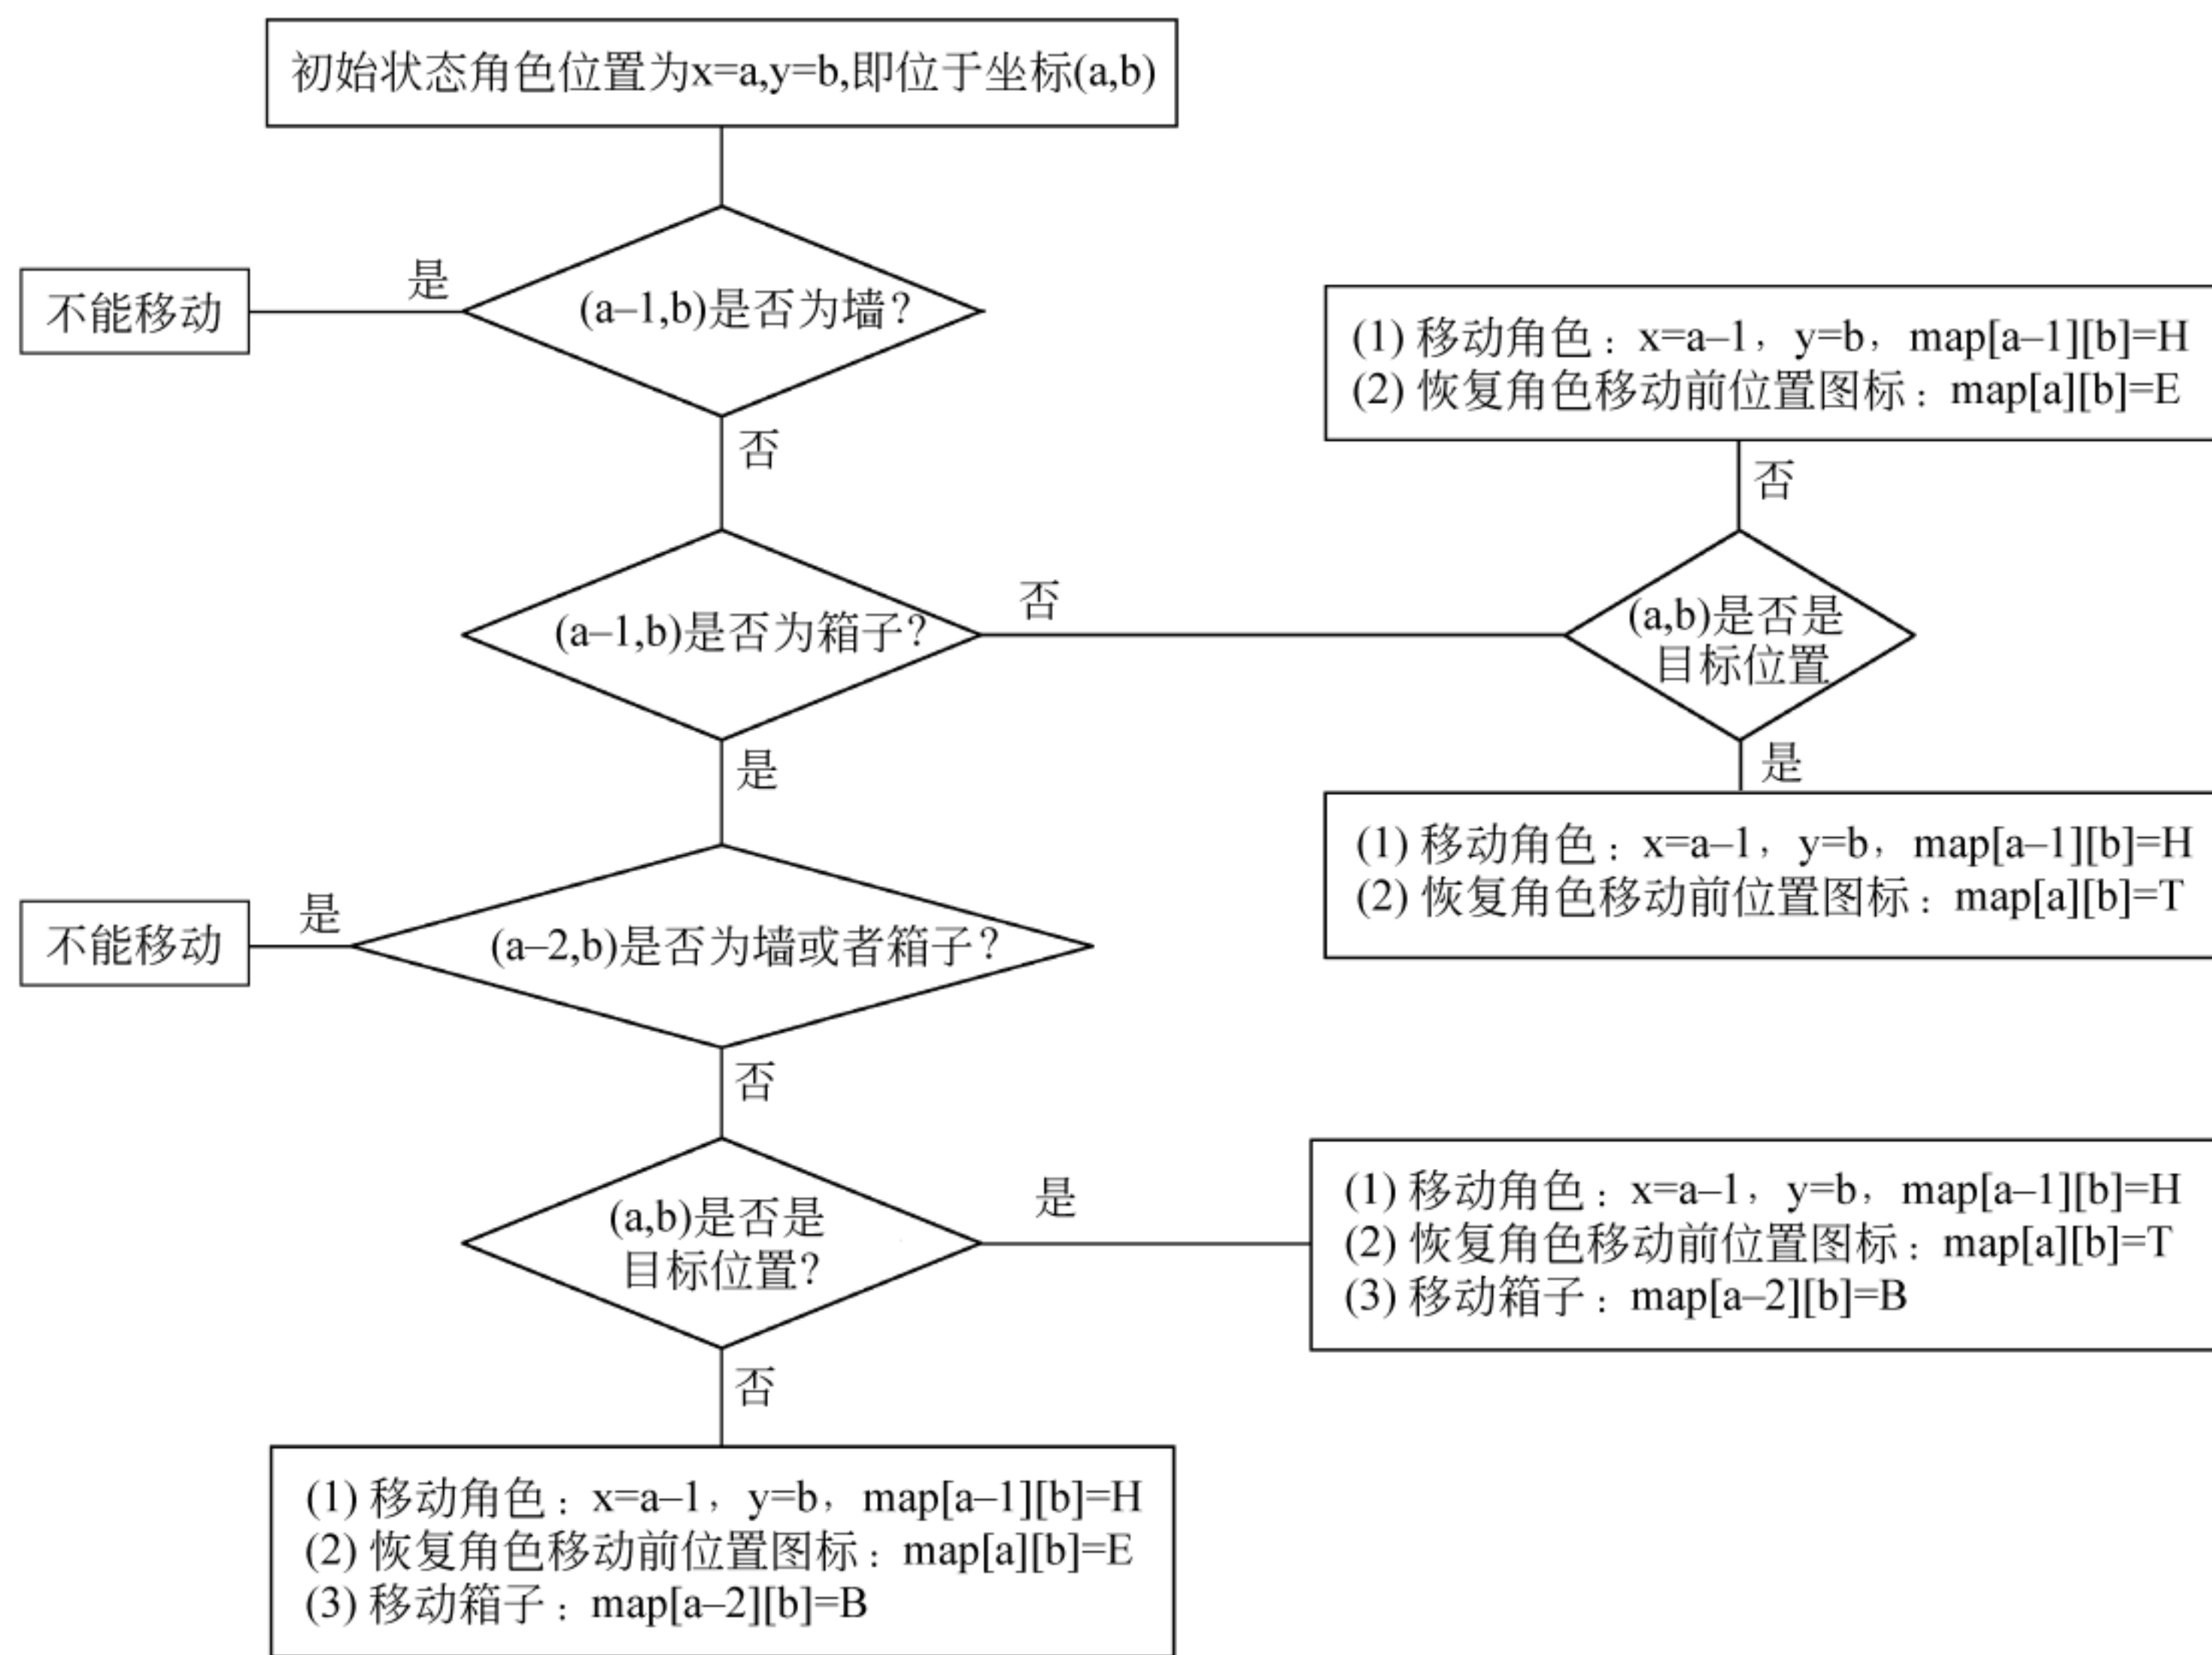 初始状态角色位置为x=a,y=b,即位于坐标(a,b)
是
不能移动
(a–1,b)是否为墙?
(1) 移动角色：x=a–1，y=b，map[a–1][b]=H
(2) 恢复角色移动前位置图标：map[a][b]=E
否
否
(a–1,b)是否为箱子?
否
(a,b)是否是
目标位置
是
是
(1) 移动角色：x=a–1，y=b，map[a–1][b]=H
(2) 恢复角色移动前位置图标：map[a][b]=T
是
不能移动
(a–2,b)是否为墙或者箱子?
否
(a,b)是否是
目标位置?
是
(1) 移动角色：x=a–1，y=b，map[a–1][b]=H
(2) 恢复角色移动前位置图标：map[a][b]=T
(3) 移动箱子：map[a–2][b]=B
否
(1) 移动角色：x=a–1，y=b，map[a–1][b]=H
(2) 恢复角色移动前位置图标：map[a][b]=E
(3) 移动箱子：map[a–2][b]=B